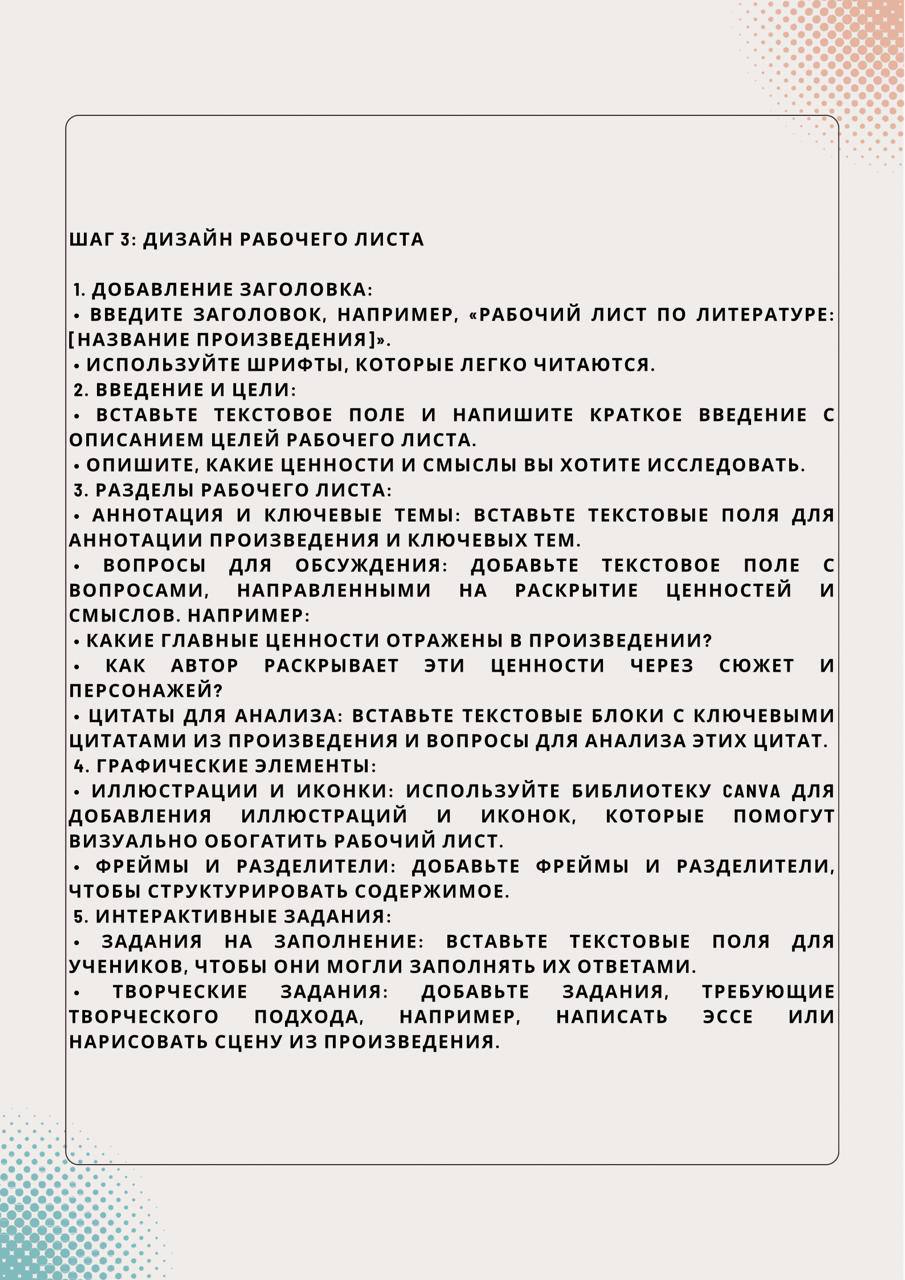 ШАГ 3: ДИЗАЙН РАБОЧЕГО ЛИСТА
1. ДОБАВЛЕНИЕ ЗАГОЛОВКА:
• ВВЕДИТЕ ЗАГОЛОВОК, НАПРИМЕР, «РАБОЧИЙ ЛИСТ ПО ЛИТЕРАТУРЕ:
[НАЗВАНИЕ ПРОИЗВЕДЕНИЯ]».
• ИСПОЛЬЗУЙТЕ ШРИФТЫ, КОТОРЫЕ ЛЕГКО ЧИТАЮТСЯ.
2. ВВЕДЕНИЕ И ЦЕЛИ:
• ВСТАВЬТЕ ТЕКСТОВОЕ ПОЛЕ И НАПИШИТЕ КРАТКОЕ ВВЕДЕНИЕ С
ОПИСАНИЕМ ЦЕЛЕЙ РАБОЧЕГО ЛИСТА.
• ОПИШИТЕ, КАКИЕ ЦЕННОСТИ И СМЫСЛЫ ВЫ ХОТИТЕ ИССЛЕДОВАТЬ.
3. РАЗДЕЛЫ РАБОЧЕГО ЛИСТА:
• АННОТАЦИЯ И КЛЮЧЕВЫЕ ТЕМЫ: ВСТАВЬТЕ ТЕКСТОВЫЕ ПОЛЯ ДЛЯ
АННОТАЦИИ ПРОИЗВЕДЕНИЯ И КЛЮЧЕВЫХ ТЕМ.
• ВОПРОСЫ ДЛЯ ОБСУЖДЕНИЯ: ДОБАВЬТЕ ТЕКСТОВОЕ ПОЛЕ С
ВОПРОСАМИ, НАПРАВЛЕННЫМИ НА РАСКРЫТИЕ ЦЕННОСТЕЙ И
СМЫСЛОВ. НАПРИМЕР:
• КАКИЕ ГЛАВНЫЕ ЦЕННОСТИ ОТРАЖЕНЫ В ПРОИЗВЕДЕНИИ?
• КАК АВТОР РАСКРЫВАЕТ ЭТИ ЦЕННОСТИ ЧЕРЕЗ СЮЖЕТ И
ПЕРСОНАЖЕЙ?
• ЦИТАТЫ ДЛЯ АНАЛИЗА: ВСТАВЬТЕ ТЕКСТОВЫЕ БЛОКИ С КЛЮЧЕВЫМИ
ЦИТАТАМИ ИЗ ПРОИЗВЕДЕНИЯ И ВОПРОСЫ ДЛЯ АНАЛИЗА ЭТИХ ЦИТАТ.
4. ГРАФИЧЕСКИЕ ЭЛЕМЕНТЫ:
• ИЛЛЮСТРАЦИИ И ИКОНКИ: ИСПОЛЬЗУЙТЕ БИБЛИОТЕКУ CANVA ДЛЯ
ДОБАВЛЕНИЯ ИЛЛЮСТРАЦИЙ И ИКОНОК, КОТОРЫЕ ПОМОГУТ
ВИЗУАЛЬНО ОБОГАТИТЬ РАБОЧИЙ ЛИСТ.
• ФРЕЙМЫ И РАЗДЕЛИТЕЛИ: ДОБАВЬТЕ ФРЕЙМЫ И РАЗДЕЛИТЕЛИ,
ЧТОБЫ СТРУКТУРИРОВАТЬ СОДЕРЖИМОЕ.
5. ИНТЕРАКТИВНЫЕ ЗАДАНИЯ:
• ЗАДАНИЯ НА ЗАПОЛНЕНИЕ: ВСТАВЬТЕ ТЕКСТОВЫЕ ПОЛЯ ДЛЯ
УЧЕНИКОВ, ЧТОБЫ ОНИ МОГЛИ ЗАПОЛНЯТЬ ИХ ОТВЕТАМИ.
• ТВОРЧЕСКИЕ ЗАДАНИЯ: ДОБАВЬТЕ ЗАДАНИЯ, ТРЕБУЮЩИЕ
ТВОРЧЕСКОГО ПОДХОДА, НАПРИМЕР, НАПИСАТЬ ЭССЕ ИЛИ
НАРИСОВАТЬ СЦЕНУ ИЗ ПРОИЗВЕДЕНИЯ.